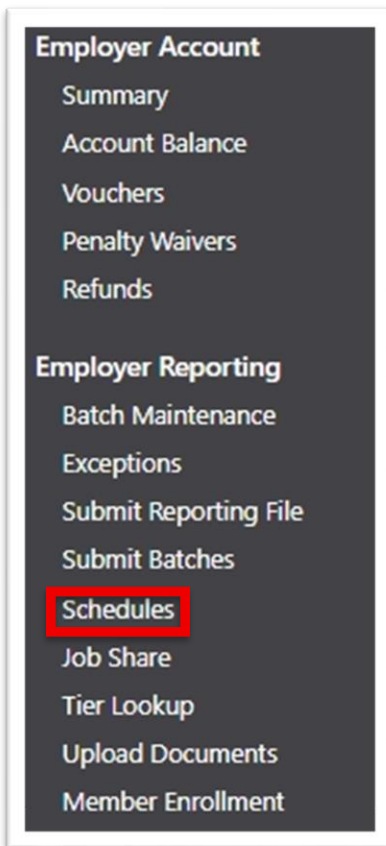 Employer Account
Summary
Account Balance
Vouchers
Penalty Waivers
Refunds
Employer Reporting
Batch Maintenance
Exceptions
Submit Reporting File
Submit Batches
Schedules
Job Share
Tier Lookup
Upload Documents
Member Enrollment